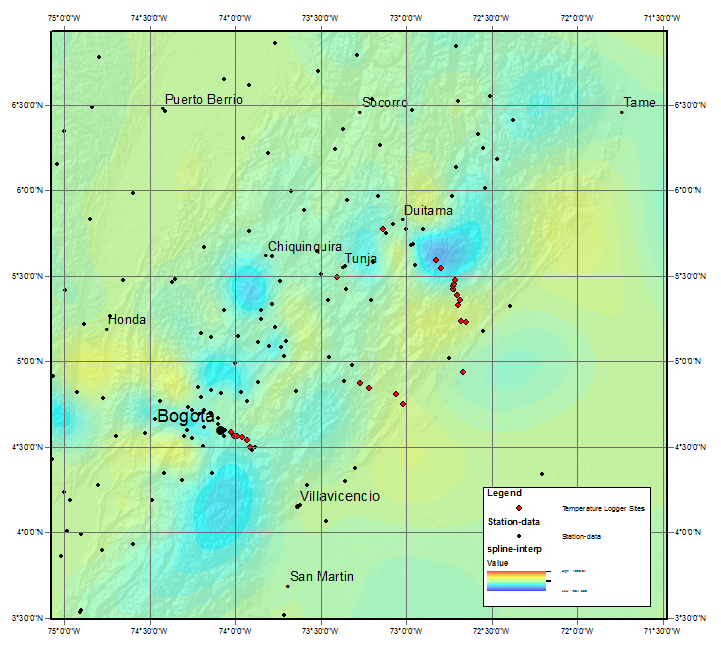 75°0'0"W 74°30'0"W 74°0'0"W 73°30'0"W 73°0'0"W 72°30'0"W 72°0'0"W 71°30'0"W
6°30'0"N Puerto Berrio Socorro Tame 6°30'0"N
6°0'0"N 6°0'0"N
Duitama
Chiquinquira
Tunja
5°30'0"N 5°30'0"N
Honda
5°0'0"N 5°0'0"N
Bogota
4°30'0"N 4°30'0"N
Villavicencio
Legend
Temperature Logger Sites
Station-data
Station-data
4°0'0"N 4°0'0"N
spline-interp
Value
San Martin
3°30'0"N 3°30'0"N
75°0'0"W 74°30'0"W 74°0'0"W 73°30'0"W 73°0'0"W 72°30'0"W 72°0'0"W 71°30'0"W